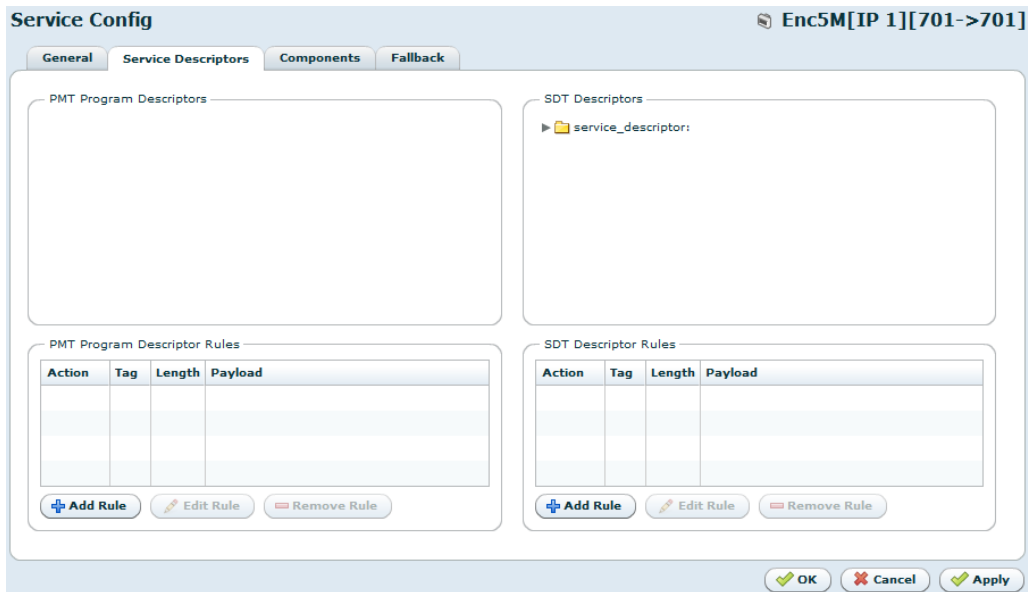 Service Config
Enc5M[IP 1][701->701]
General Service Descriptors Components Fallback
PMT Program Descriptors
SDT Descriptors
service_descriptor:
PMT Program Descriptor Rules
Action Tag Length Payload
Add Rule Edit Rule Remove Rule
SDT Descriptor Rules
Action Tag Length Payload
Add Rule Edit Rule Remove Rule
OK Cancel Apply